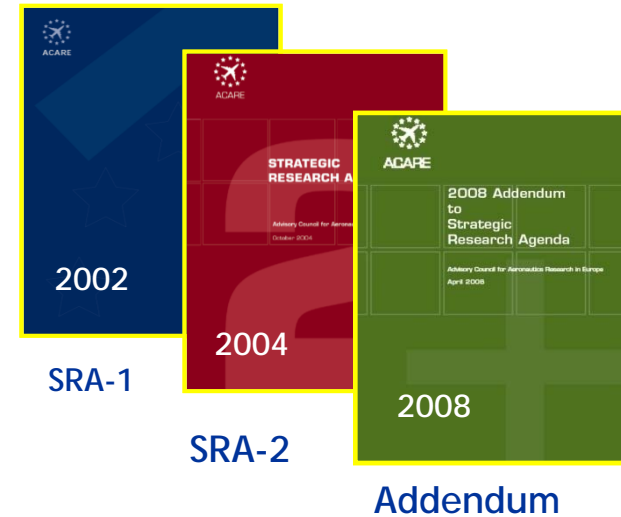 ACARE
2002
SRA-1
ACARE
STRATEGIC
RESEARCH A
Advisory Council for Aerona
October 2004
2004
SRA-2
ACARE
2008 Addendum
to
Strategic
Research Agenda
Advisory Council for Aeronautics Research in Europe
April 2008
2008
Addendum